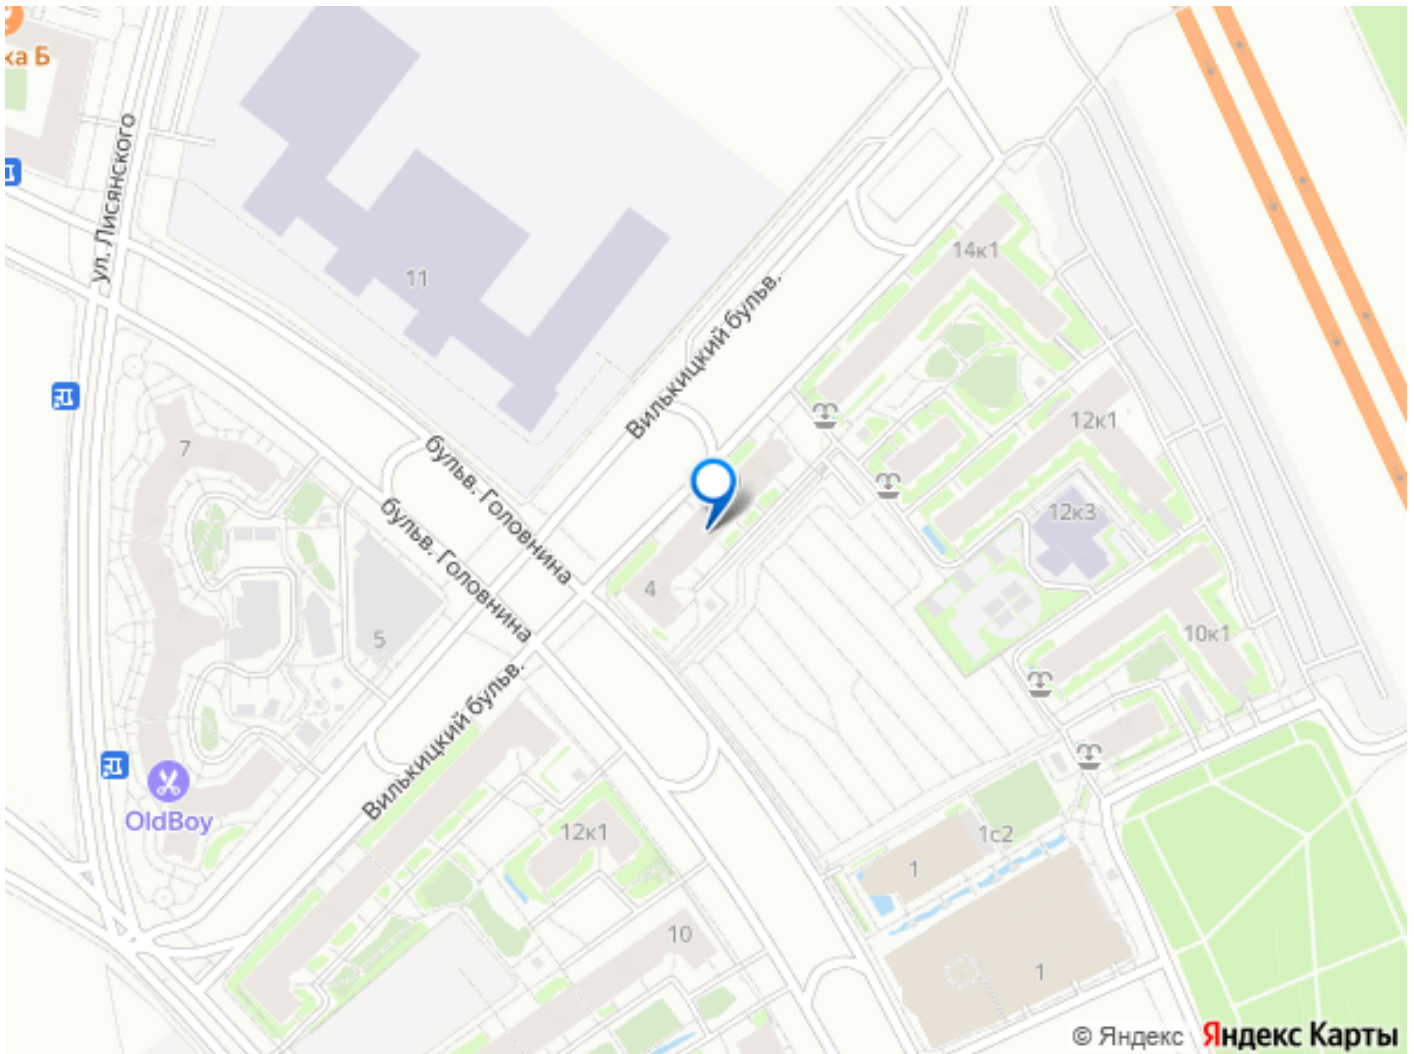 ка Б
ул. Лисянского
11
Вилькицкий бульв.
14к1
12к1
7
бульв. Головнина
бульв. Головнина
12к3
4
5
10к1
Вилькицкий бульв.
OldBoy
12к1
1с2
1
10
1
© Яндекс Яндекс Карты